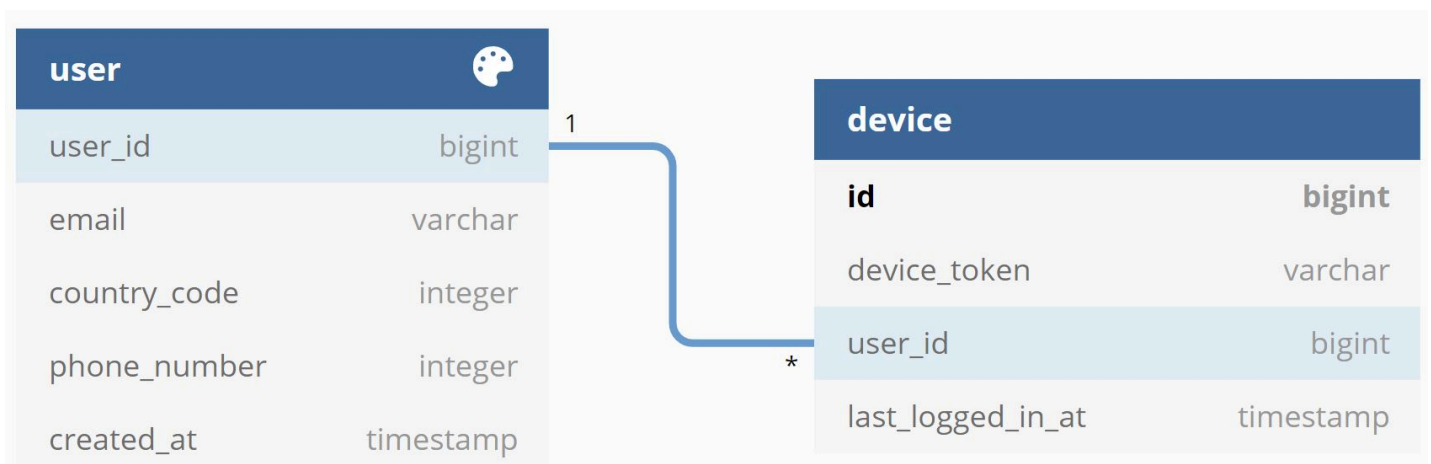 user
user_id bigint
email varchar
country_code integer
phone_number integer
created_at timestamp
1
*
device
id bigint
device_token varchar
user_id bigint
last_logged_in_at timestamp